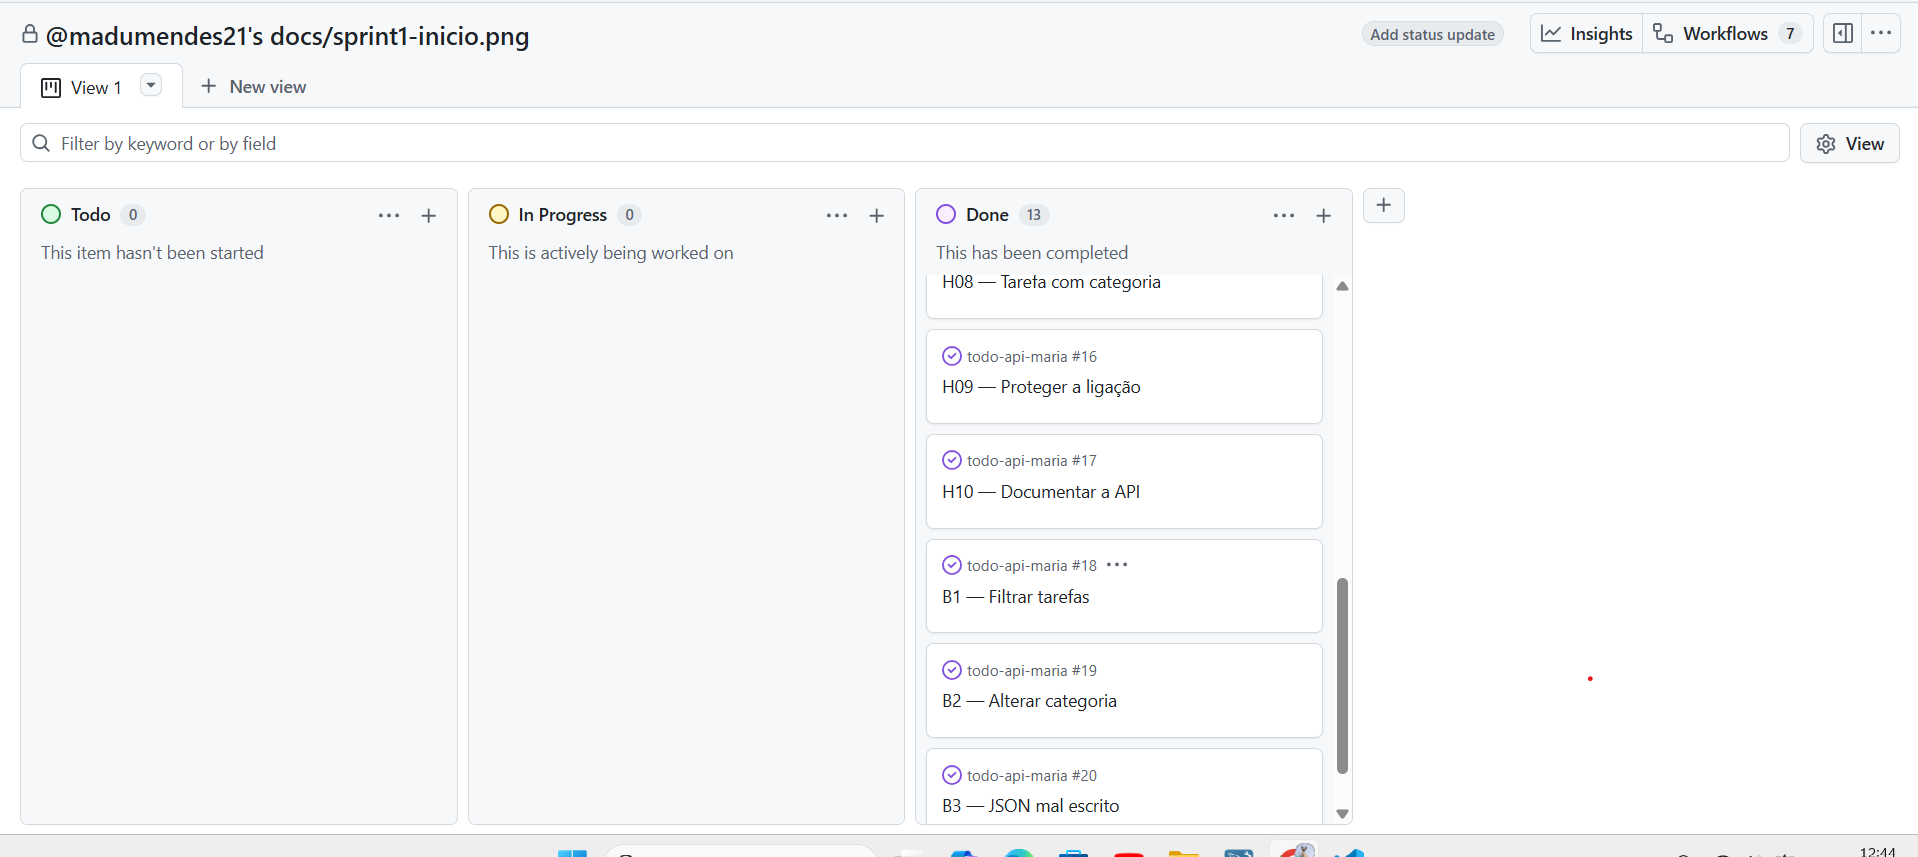 @madumendes21's docs/sprint1-inicio.png
Add status update
Insights
Workflows 7
View 1
New view
Filter by keyword or by field
View
Todo 0
This item hasn't been started
In Progress 0
This is actively being worked on
Done 13
This has been completed
H08 — Tarefa com categoria
todo-api-maria #16
H09 — Proteger a ligação
todo-api-maria #17
H10 — Documentar a API
todo-api-maria #18
B1 — Filtrar tarefas
todo-api-maria #19
B2 — Alterar categoria
todo-api-maria #20
B3 — JSON mal escrito
12:44